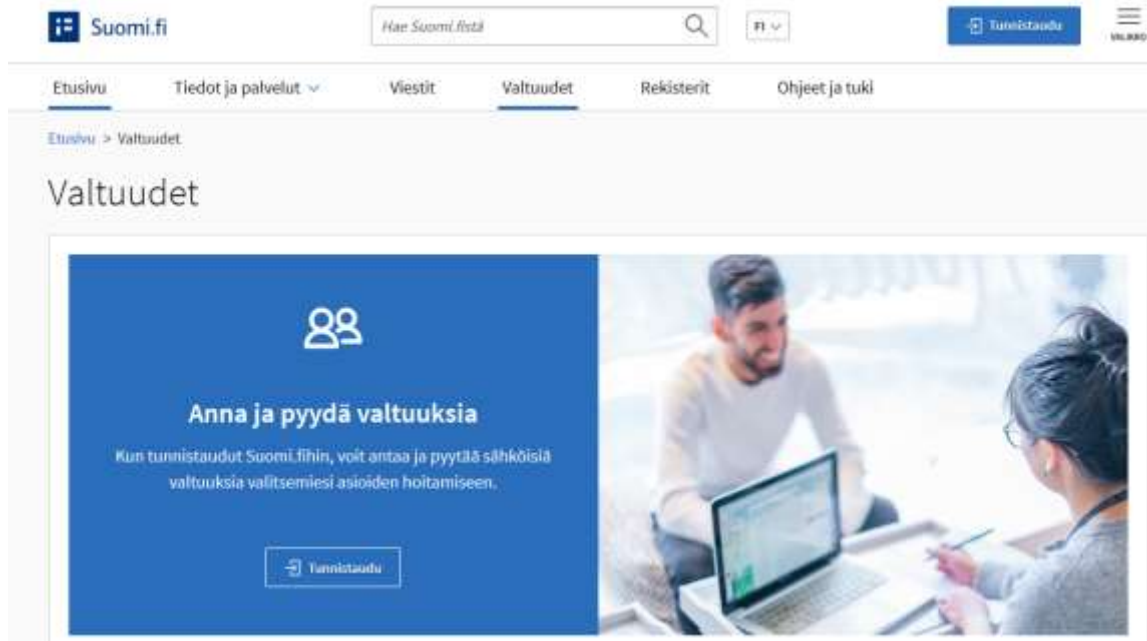 Suomi.fi
Hae Suomi.fistä
FI
Tunnistaudu
VALIKKO
Etusivu
Tiedot ja palvelut
Viestit
Valtuudet
Rekisterit
Ohjeet ja tuki
Etusivu > Valtuudet
Valtuudet
Anna ja pyydä valtuuksia
Kun tunnistaudut Suomi.fihin, voit antaa ja pyytää sähköisiä
valtuuksia valitsemiesi asioiden hoitamiseen.
Tunnistaudu